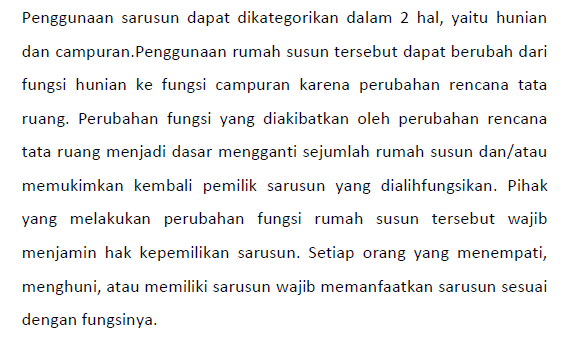 Penggunaan sarusun dapat dikategorikan dalam 2 hal, yaitu hunian
dan campuran.Penggunaan rumah susun tersebut dapat berubah dari
fungsi hunian ke fungsi campuran karena perubahan rencana tata
ruang. Perubahan fungsi yang diakibatkan oleh perubahan rencana
tata ruang menjadi dasar mengganti sejumlah rumah susun dan/atau
memukimkan kembali pemilik sarusun yang dialihfungsikan. Pihak
yang melakukan perubahan fungsi rumah susun tersebut wajib
menjamin hak kepemilikan sarusun. Setiap orang yang menempati,
menghuni, atau memiliki sarusun wajib memanfaatkan sarusun sesuai
dengan fungsinya.